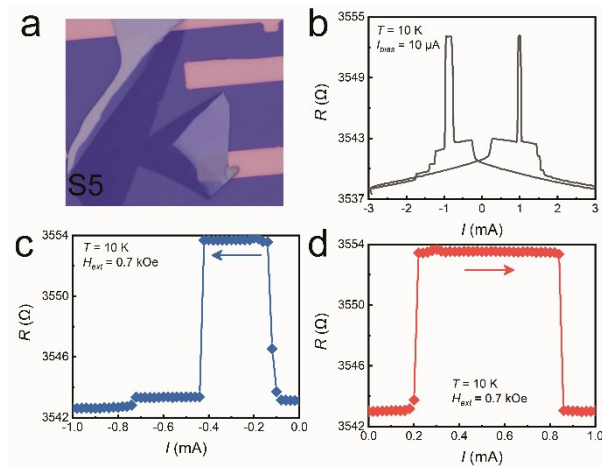 a
S5
b
T = 10 K
I_bias = 10 μA
R (Ω)
3555
3549
3543
3537
-3 -2 -1 0 1 2 3
I (mA)
c
T = 10 K
H_ext = 0.7 kOe
R (Ω)
3554
3550
3546
3542
-1.0 -0.8 -0.6 -0.4 -0.2 0.0
I (mA)
d
T = 10 K
H_ext = 0.7 kOe
R (Ω)
3554
3550
3546
3542
0.0 0.2 0.4 0.6 0.8 1.0
I (mA)